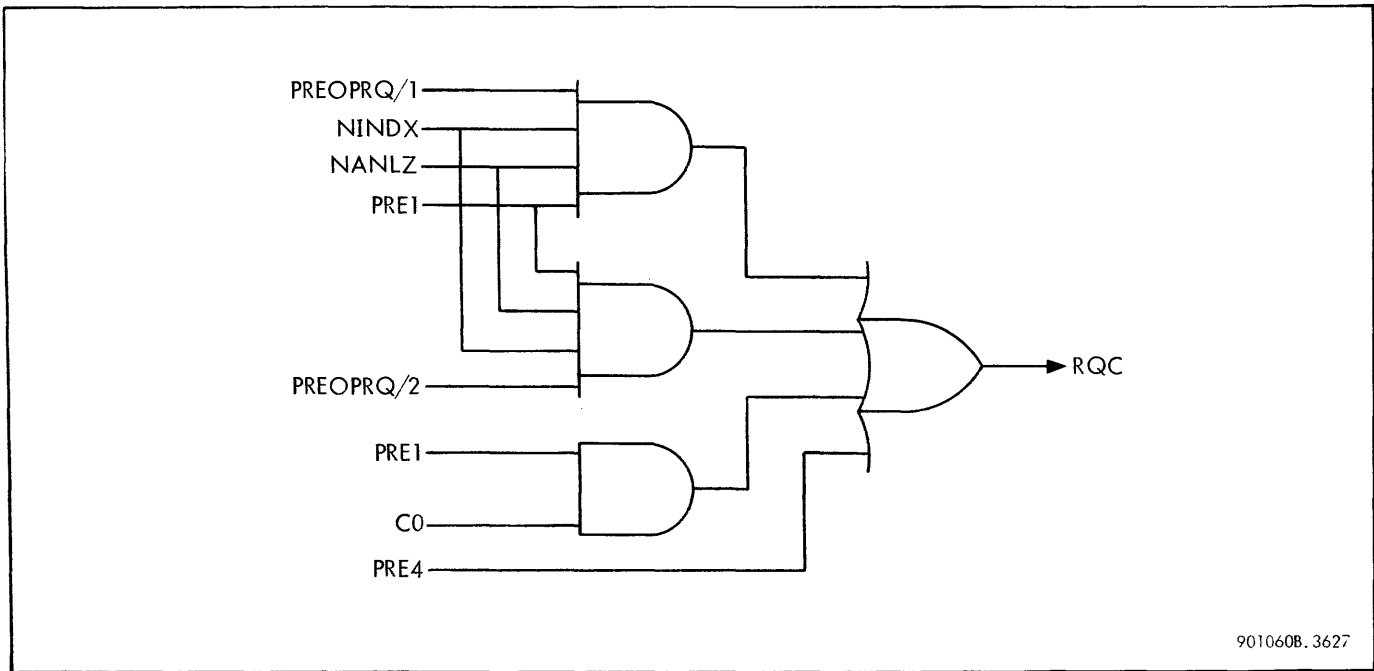 PREOPRQ/1
NINDX
NANLZ
PRE1
PREOPRQ/2
PRE1
C0
PRE4
RQC
901060B.3627